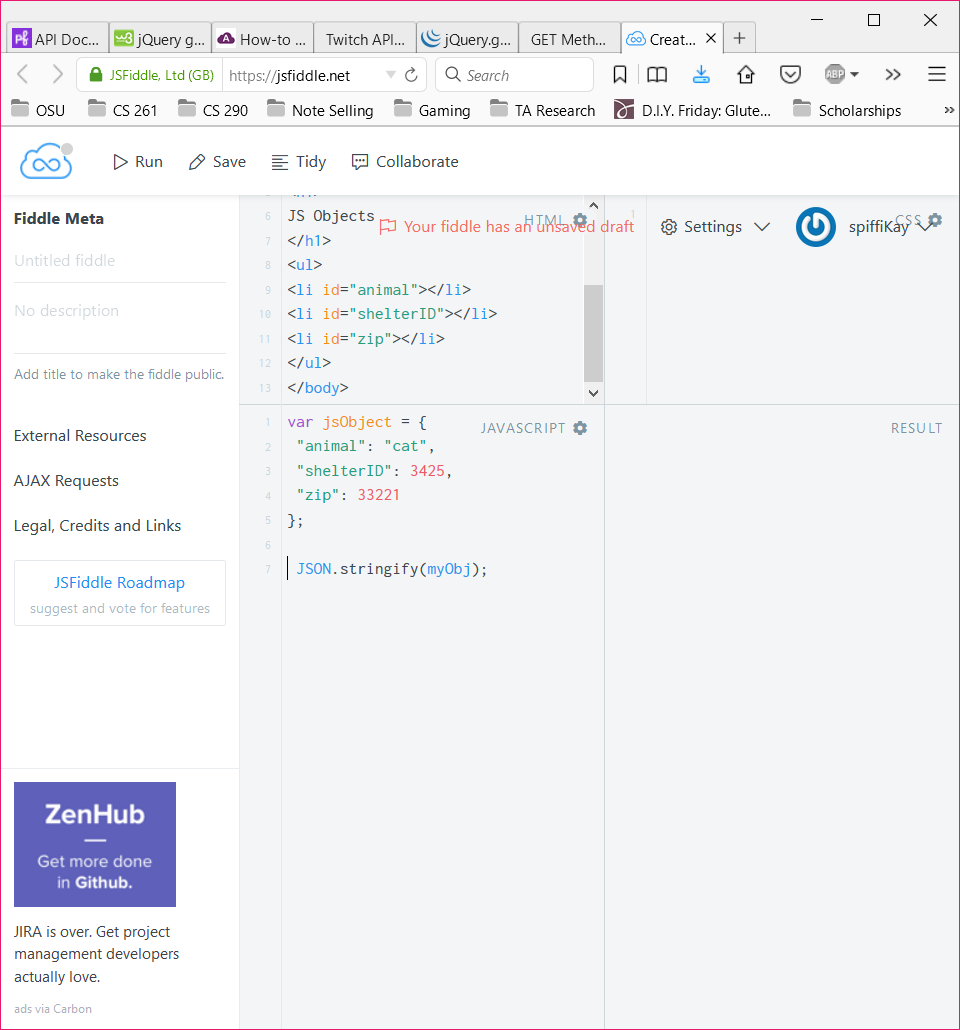 API Doc... jQuery g... How-to ... Twitch API... jQuery.g... GET Meth... Creat...
JSFiddle, Ltd (GB) https://jsfiddle.net Search ABP
OSU CS 261 CS 290 Note Selling Gaming TA Research D.I.Y. Friday: Glute... Scholarships
Run Save Tidy Collaborate
Fiddle Meta
Untitled fiddle
No description
Add title to make the fiddle public.
External Resources
AJAX Requests
Legal, Credits and Links
JSFiddle Roadmap
suggest and vote for features
ZenHub
Get more done
in Github.
JIRA is over. Get project
management developers
actually love.
ads via Carbon
HTML
Your fiddle has an unsaved draft
6 JS Objects
7 </h1>
8 <ul>
9 <li id="animal"></li>
10 <li id="shelterID"></li>
11 <li id="zip"></li>
12 </ul>
13 </body>
1
Settings
spiffiKay
CSS
JAVASCRIPT
1 var jsObject = {
2 "animal": "cat",
3 "shelterID": 3425,
4 "zip": 33221
5 };
6
7 JSON.stringify(myObj);
RESULT